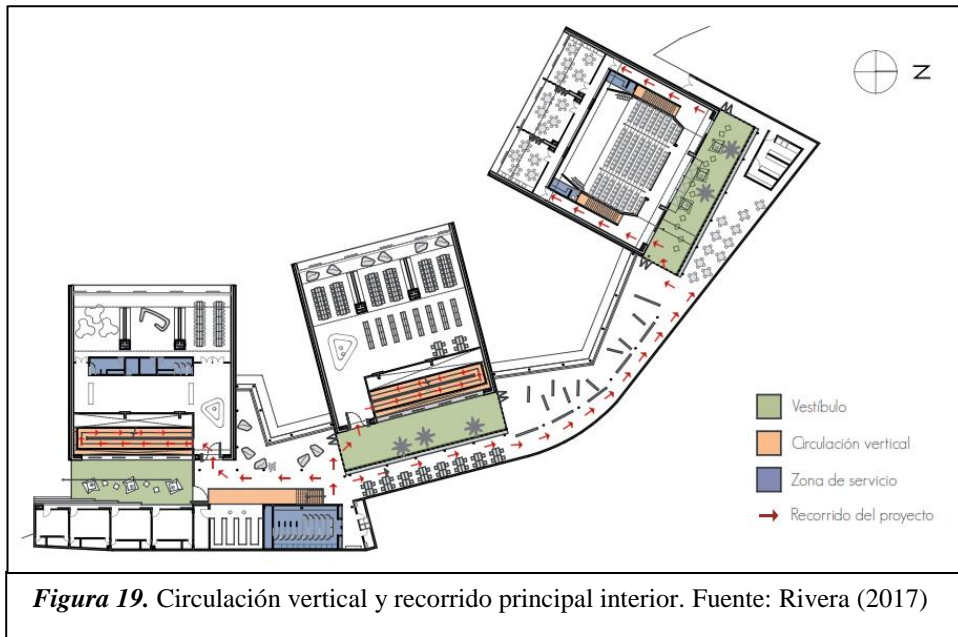 N
Vestíbulo
Circulación vertical
Zona de servicio
Recorrido del proyecto
Figura 19. Circulación vertical y recorrido principal interior. Fuente: Rivera (2017)